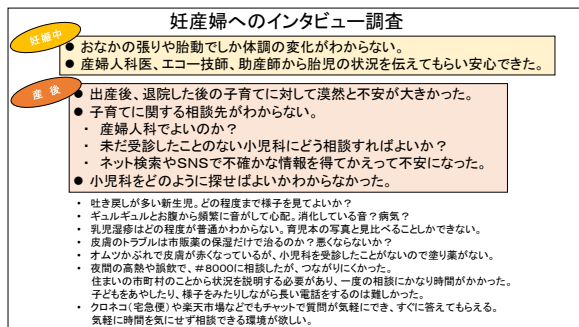 妊産婦へのインタビュー調査
妊娠中
● おなかの張りや胎動でしか体調の変化がわからない。
● 産婦人科医、エコー技師、助産師から胎児の状況を伝えてもらい安心できた。
産 後
● 出産後、退院した後の子育てに対して漠然と不安が大きかった。
● 子育てに関する相談先がわからない。
・ 産婦人科でよいのか？
・ 未だ受診したことのない小児科にどう相談すればよいか？
・ ネット検索やSNSで不確かな情報を得てかえって不安になった。
● 小児科をどのように探せばよいかわからなかった。
・ 吐き戻しが多い新生児。どの程度まで様子を見てよいか？
・ ギュルギュルとお腹から頻繁に音がして心配。消化している音？病気？
・ 乳児湿疹はどの程度が普通かわからない。育児本の写真と見比べることしかできない。
・ 皮膚のトラブルは市販薬の保湿だけで治るのか？悪くならないか？
・ オムツかぶれで皮膚が赤くなっているが、小児科を受診したことがないので塗り薬がない。
・ 夜間の高熱や誤飲で、＃8000に相談したが、つながりにくかった。
住まいの市町村のことから状況を説明する必要があり、一度の相談にかなり時間がかかった。
子どもをあやしたり、様子をみたりしながら長い電話をするのは難しかった。
・ クロネコ（宅急便）や楽天市場などでもチャットで質問が気軽にでき、すぐに答えてもらえる。
気軽に時間を気にせず相談できる環境が欲しい。